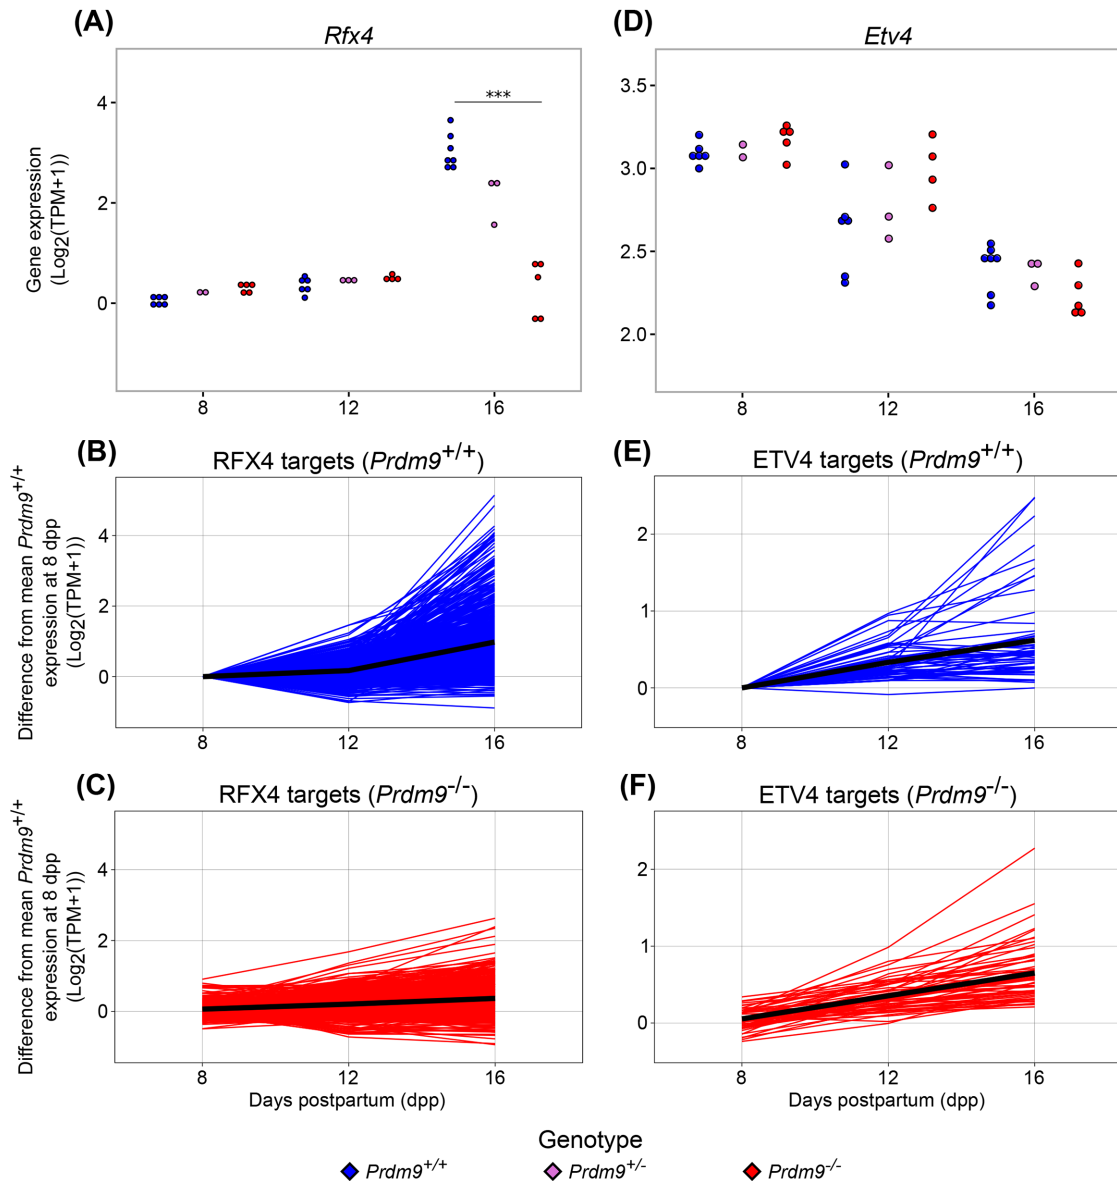 (A)
Rfx4
Gene expression
(Log2(TPM+1))
4
2
0
***
8
12
16
(D)
Etv4
3.5
3.0
2.5
2.0
8
12
16
(B)
RFX4 targets (Prdm9+/+)
Difference from mean Prdm9+/+
expression at 8 dpp
(Log2(TPM+1))
4
2
0
8
12
16
(E)
ETV4 targets (Prdm9+/+)
2
1
0
8
12
16
(C)
RFX4 targets (Prdm9-/-)
Difference from mean Prdm9+/+
expression at 8 dpp
(Log2(TPM+1))
4
2
0
8
12
16
Days postpartum (dpp)
(F)
ETV4 targets (Prdm9-/-)
2
1
0
8
12
16
Days postpartum (dpp)
Genotype
Prdm9+/+
Prdm9+/-
Prdm9-/-